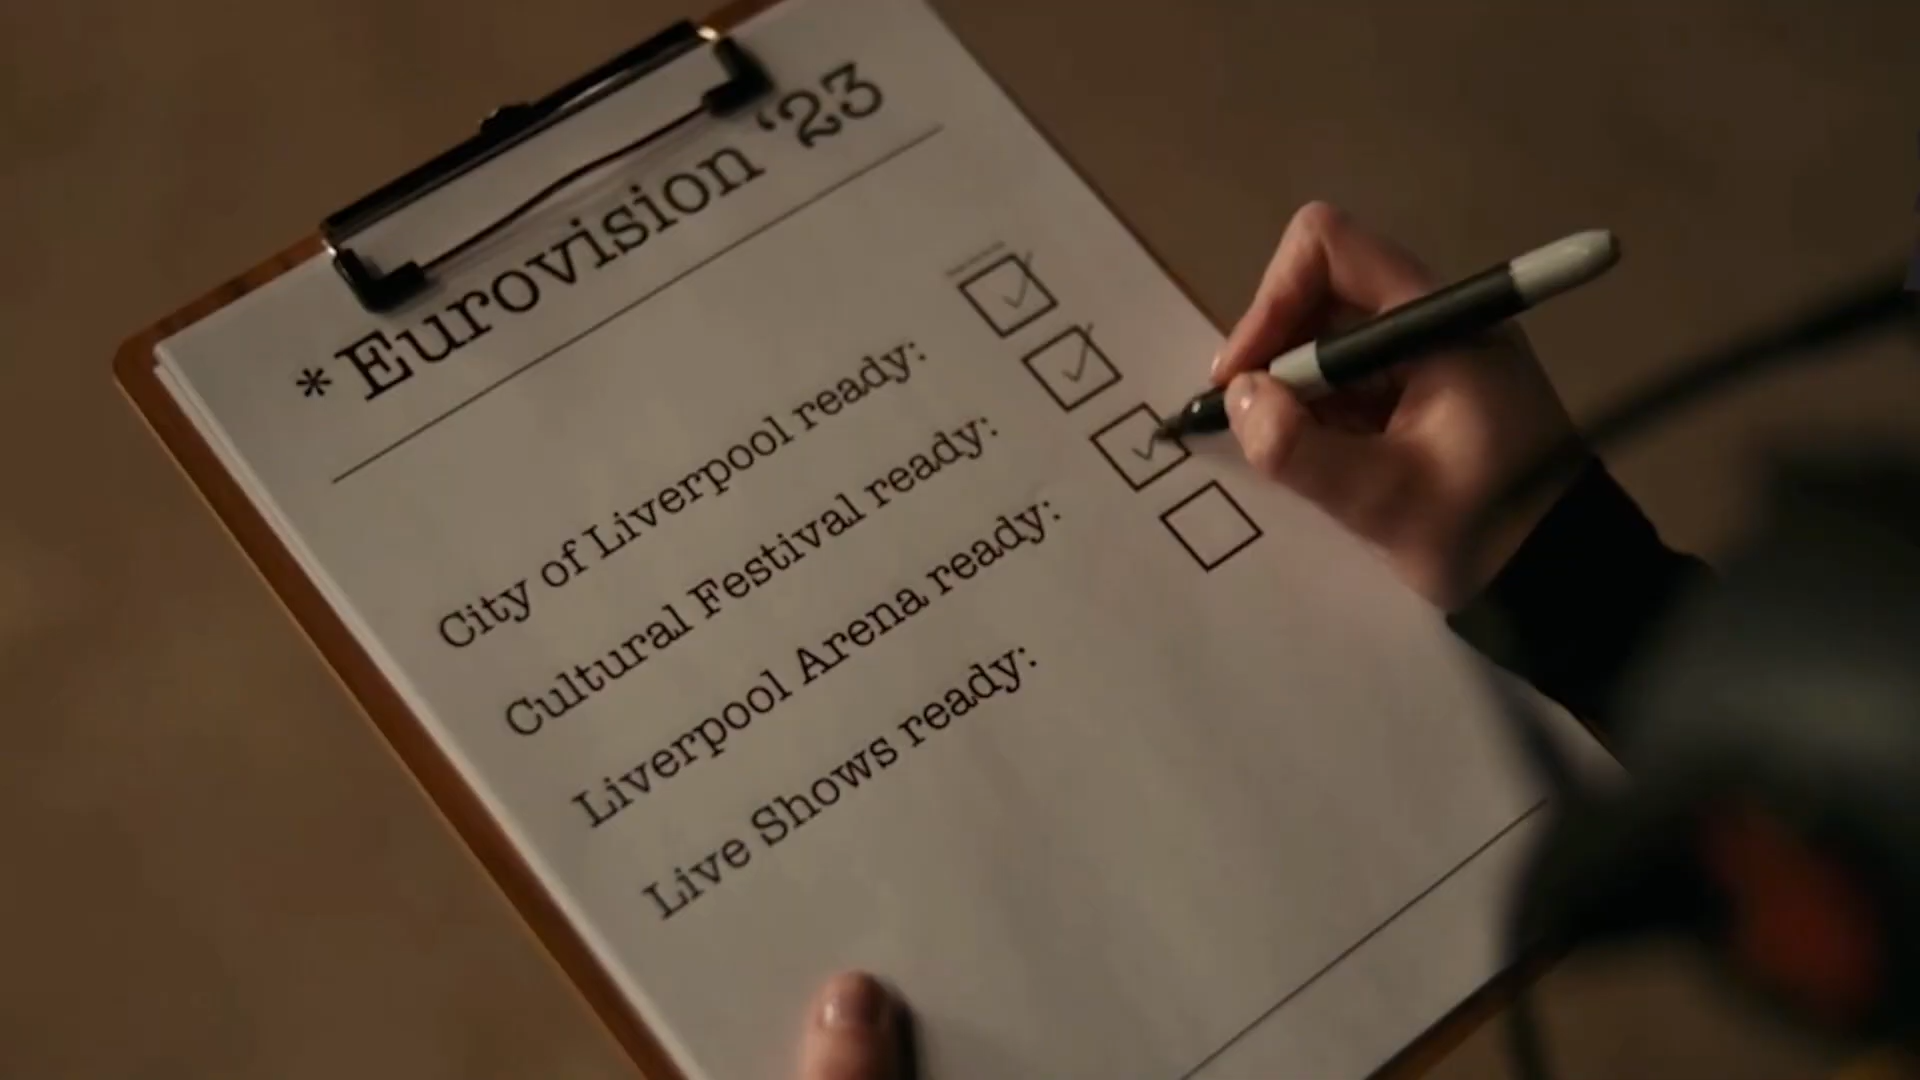 * Eurovision ‘23
City of Liverpool ready:
Cultural Festival ready:
Liverpool Arena ready:
Live Shows ready: